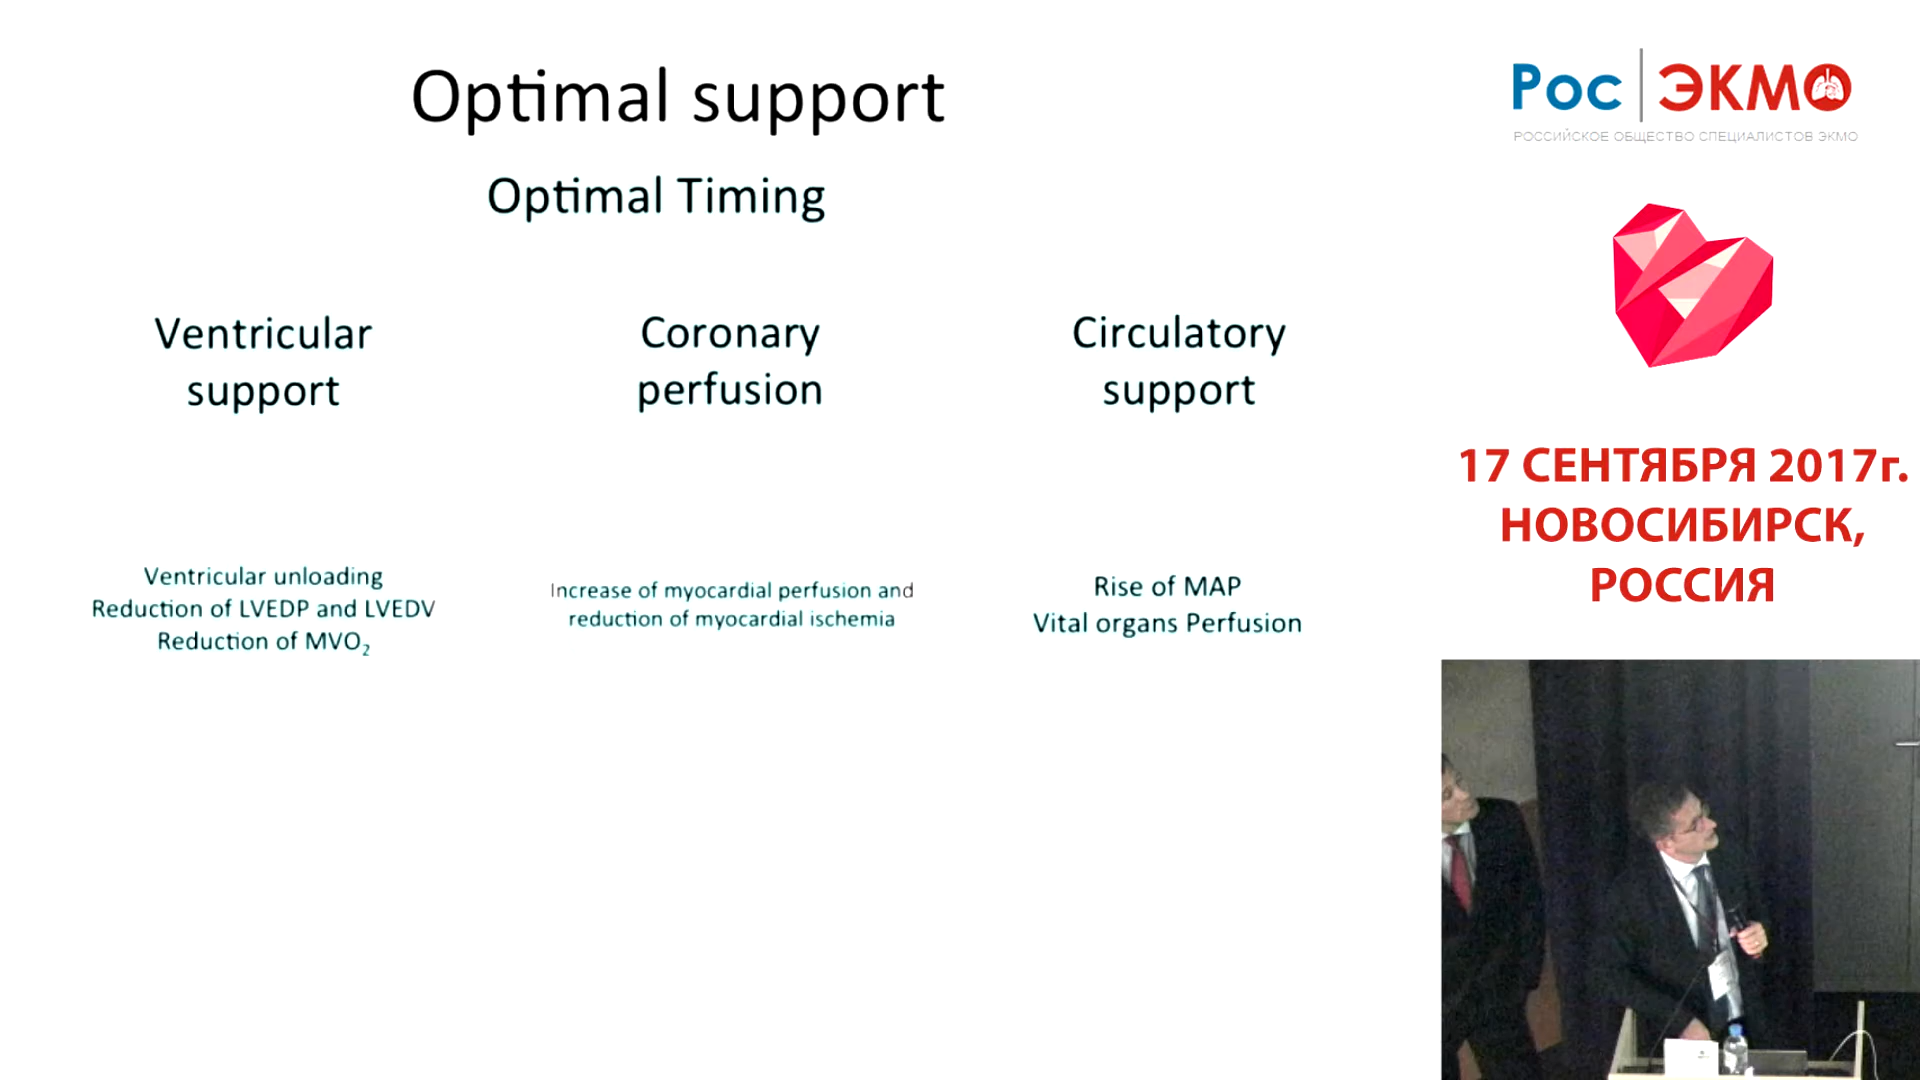 Optimal support
Optimal Timing
Ventricular
support
Coronary
perfusion
Circulatory
support
Ventricular unloading
Reduction of LVEDP and LVEDV
Reduction of MVO₂
Increase of myocardial perfusion and
reduction of myocardial ischemia
Rise of MAP
Vital organs Perfusion
Рос ЭКМО
РОССИЙСКОЕ ОБЩЕСТВО СПЕЦИАЛИСТОВ ЭКМО
17 СЕНТЯБРЯ 2017г.
НОВОСИБИРСК,
РОССИЯ